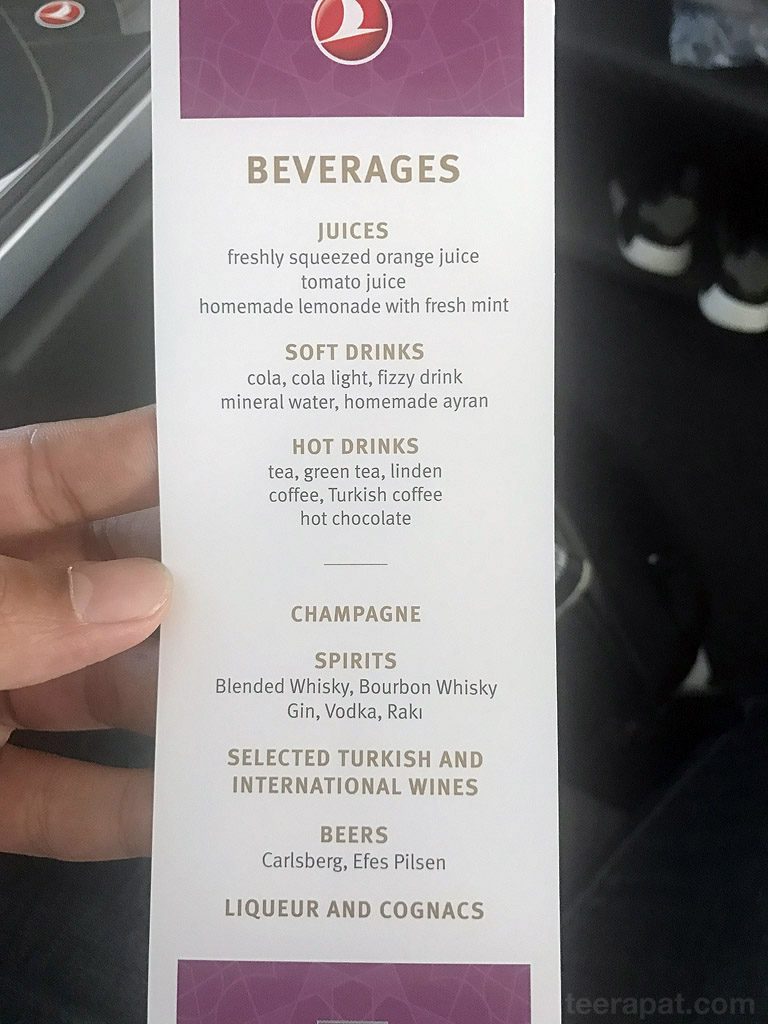 BEVERAGES
JUICES
freshly squeezed orange juice
tomato juice
homemade lemonade with fresh mint
SOFT DRINKS
cola, cola light, fizzy drink
mineral water, homemade ayran
HOT DRINKS
tea, green tea, linden
coffee, Turkish coffee
hot chocolate
CHAMPAGNE
SPIRITS
Blended Whisky, Bourbon Whisky
Gin, Vodka, Rakı
SELECTED TURKISH AND
INTERNATIONAL WINES
BEERS
Carlsberg, Efes Pilsen
LIQUEUR AND COGNACS
teerapat.com